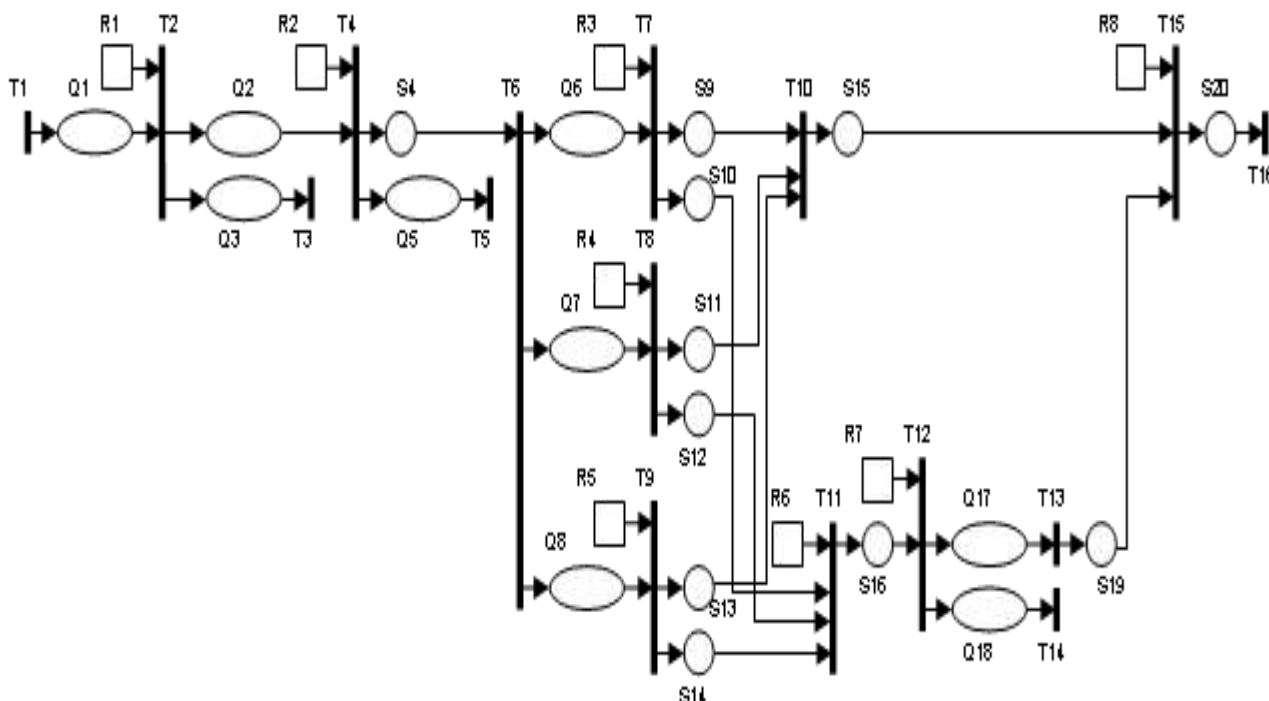 R1 T2 R2 T4 R3 T7 R8 T15
T1 Q1 Q2 S4 T6 Q6 S9 T10 S15 S20
S10
T16
Q3 T3 Q5 T5 R4 T8
Q7 S11
S12 R7 T12
R5 T9 R6 T11 Q17 T13
Q8
S13 S16 S19
Q18 T14
S14